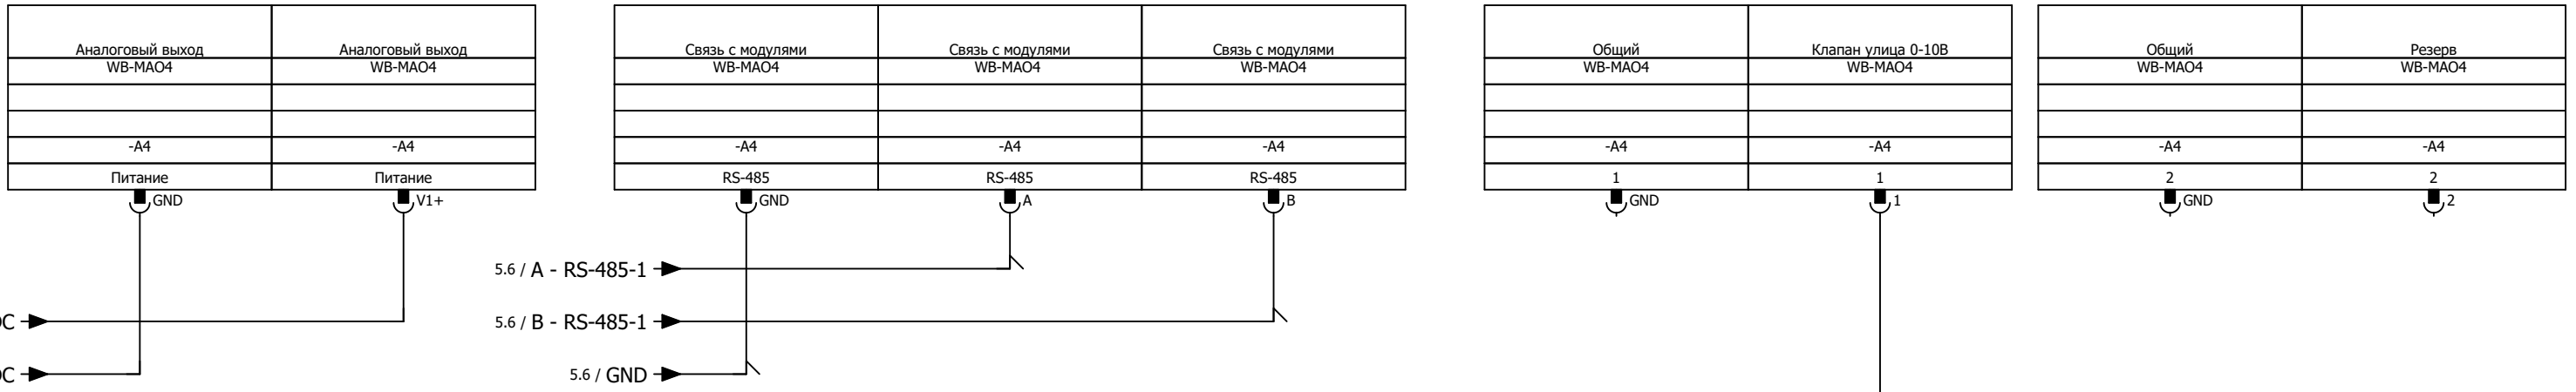 Аналоговый выход Аналоговый выход Связь с модулями Связь с модулями Связь с модулями Общий Клапан улица 0-10В Общий Резерв
WB-MAO4 WB-MAO4 WB-MAO4 WB-MAO4 WB-MAO4 WB-MAO4 WB-MAO4 WB-MAO4 WB-MAO4
-A4 -A4 -A4 -A4 -A4 -A4 -A4 -A4 -A4
Питание Питание RS-485 RS-485 RS-485 1 1 2 2
GND V1+ GND A B GND 1 GND 2
5.6 / A - RS-485-1
5.6 / B - RS-485-1
5.6 / GND